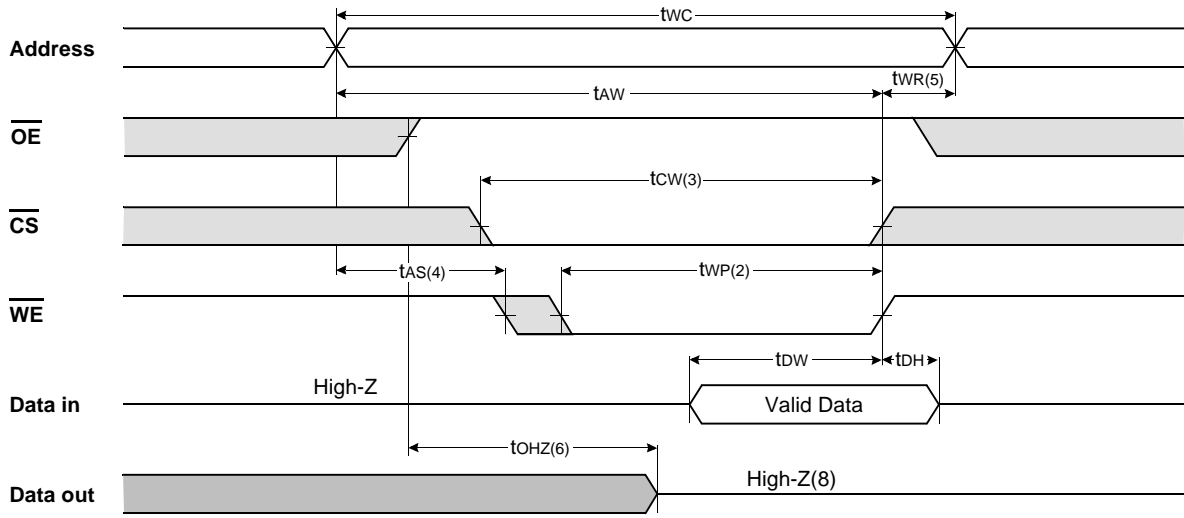 tWC
Address
tWR(5)
tAW
OE
tCW(3)
CS
tAS(4)
tWP(2)
WE
tDW
tDH
High-Z
Data in
Valid Data
tOHZ(6)
High-Z(8)
Data out